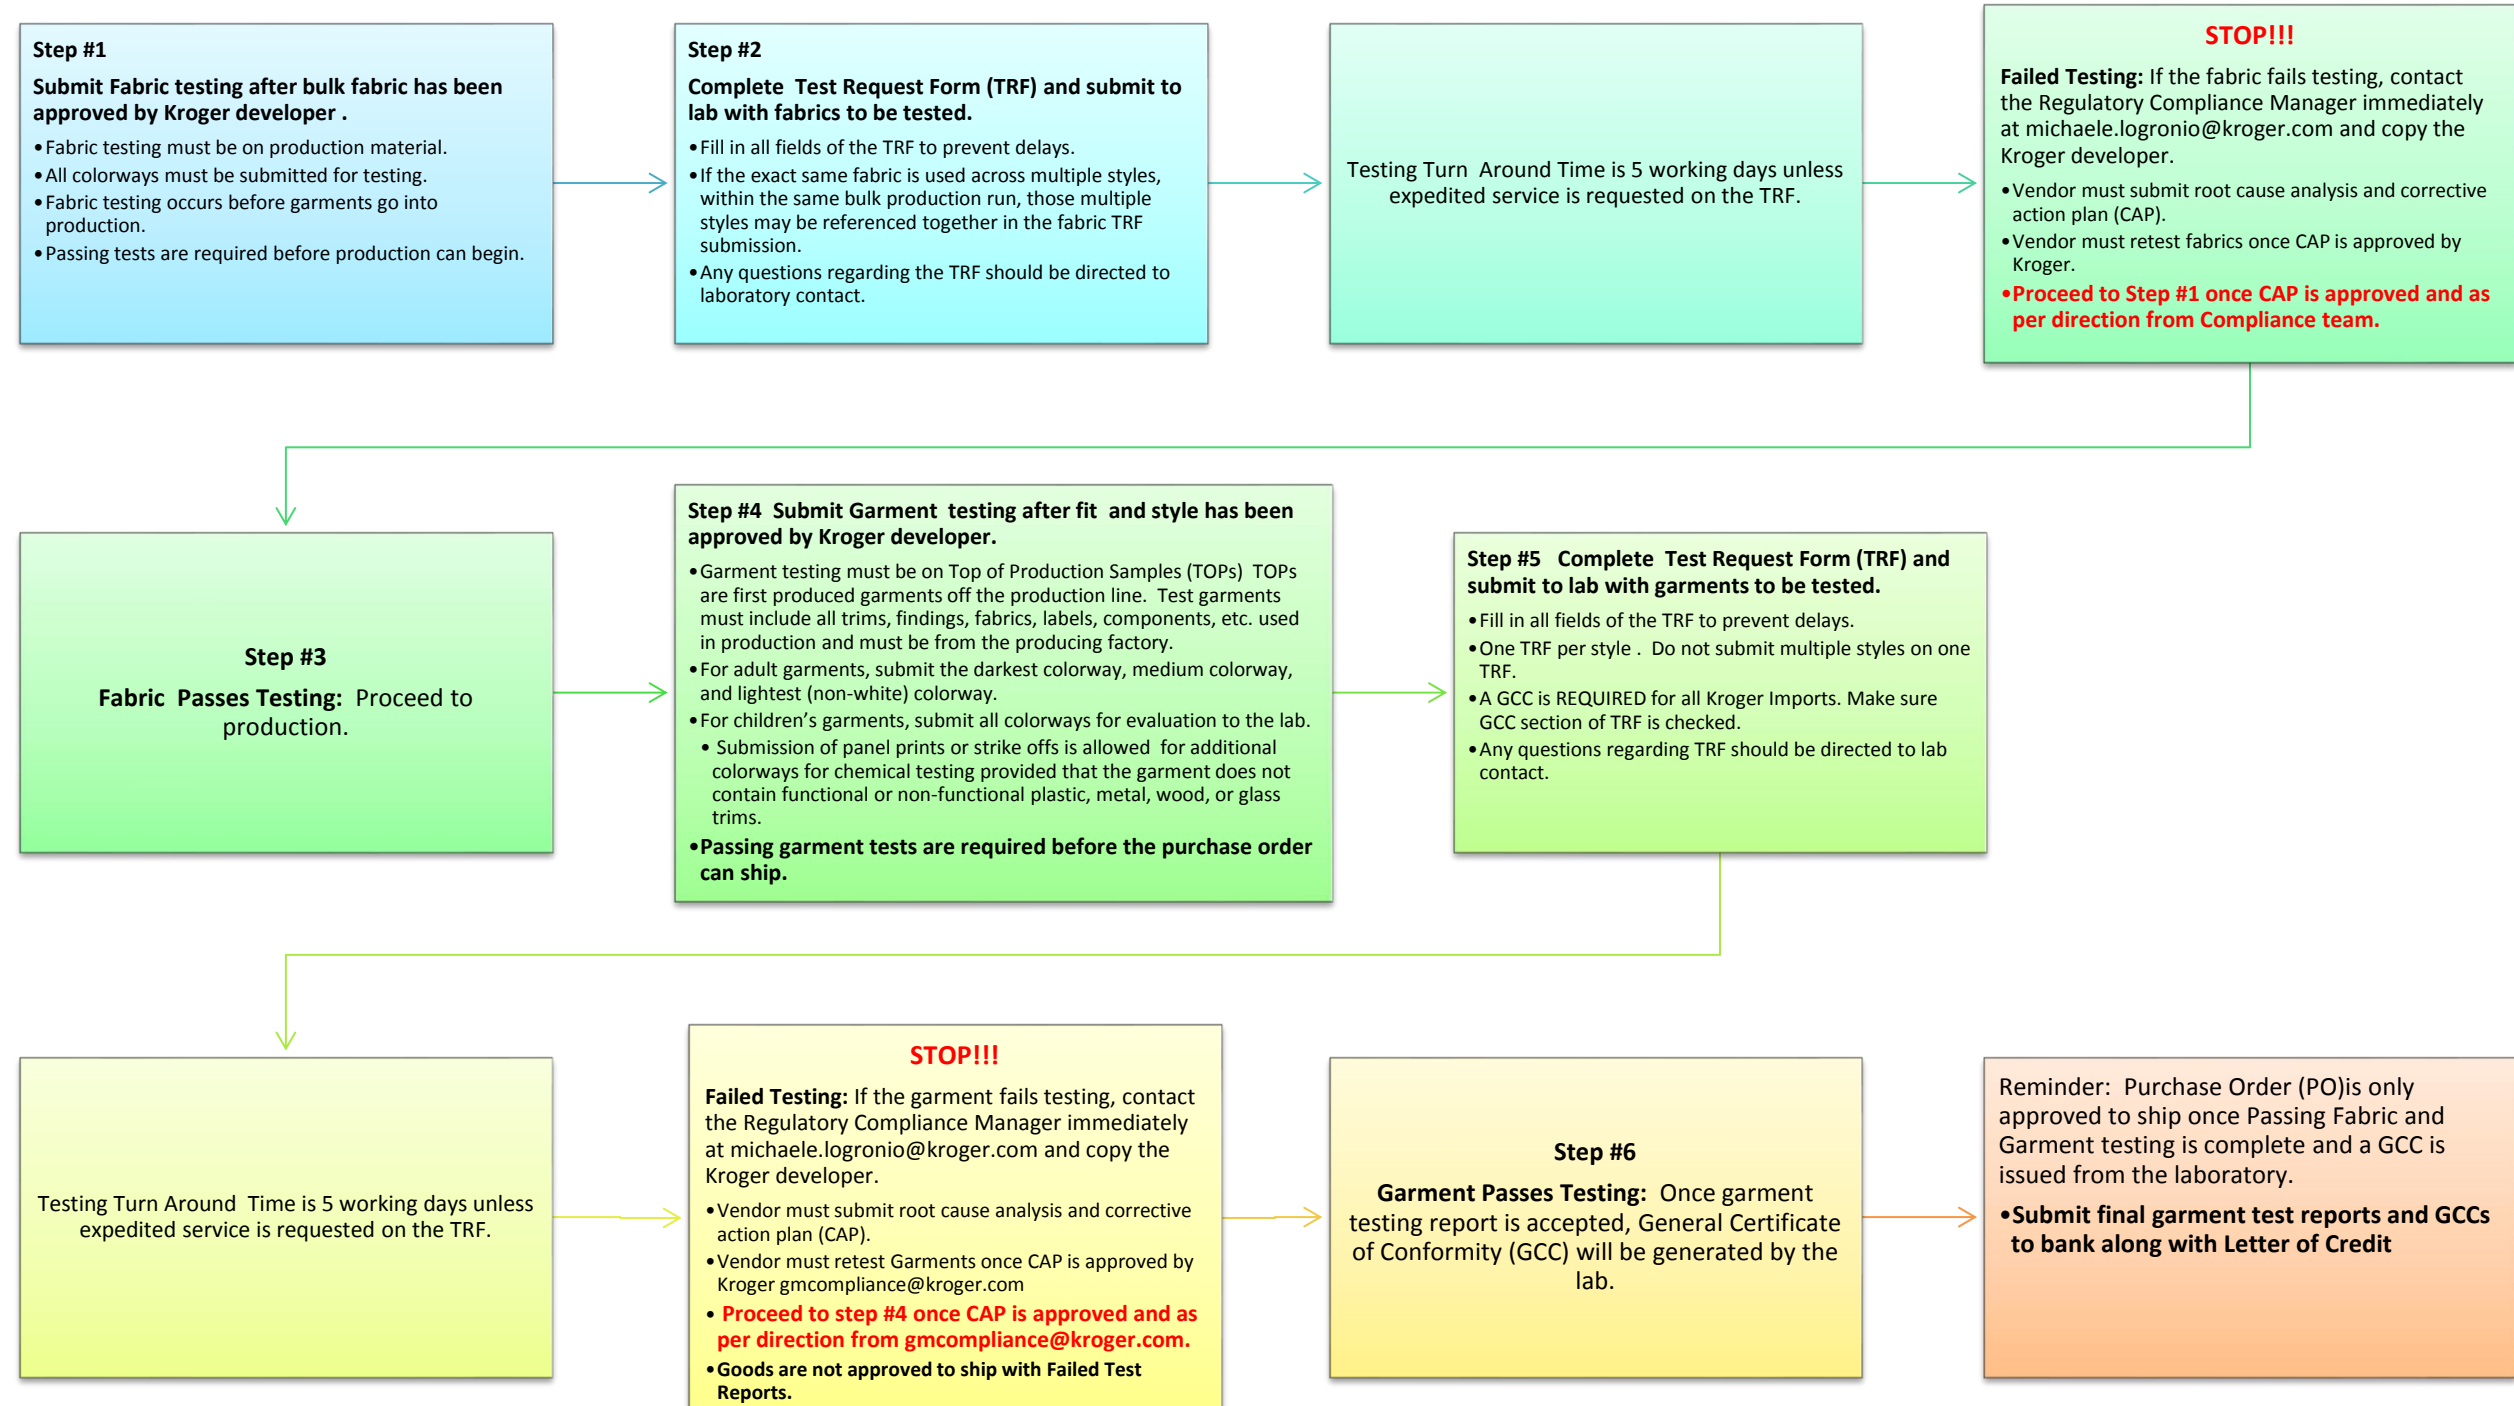 Step #1
Submit Fabric testing after bulk fabric has been
approved by Kroger developer .
•Fabric testing must be on production material.
•All colorways must be submitted for testing.
•Fabric testing occurs before garments go into
production.
•Passing tests are required before production can begin.
Step #2
Complete Test Request Form (TRF) and submit to
lab with fabrics to be tested.
•Fill in all fields of the TRF to prevent delays.
•If the exact same fabric is used across multiple styles,
within the same bulk production run, those multiple
styles may be referenced together in the fabric TRF
submission.
•Any questions regarding the TRF should be directed to
laboratory contact.
Testing Turn Around Time is 5 working days unless
expedited service is requested on the TRF.
STOP!!!
Failed Testing: If the fabric fails testing, contact
the Regulatory Compliance Manager immediately
at michaele.logronio@kroger.com and copy the
Kroger developer.
•Vendor must submit root cause analysis and corrective
action plan (CAP).
•Vendor must retest fabrics once CAP is approved by
Kroger.
•Proceed to Step #1 once CAP is approved and as
per direction from Compliance team.
Step #3
Fabric Passes Testing: Proceed to
production.
Step #4 Submit Garment testing after fit and style has been
approved by Kroger developer.
•Garment testing must be on Top of Production Samples (TOPs) TOPs
are first produced garments off the production line. Test garments
must include all trims, findings, fabrics, labels, components, etc. used
in production and must be from the producing factory.
•For adult garments, submit the darkest colorway, medium colorway,
and lightest (non-white) colorway.
•For children's garments, submit all colorways for evaluation to the lab.
• Submission of panel prints or strike offs is allowed for additional
colorways for chemical testing provided that the garment does not
contain functional or non-functional plastic, metal, wood, or glass
trims.
•Passing garment tests are required before the purchase order
can ship.
Step #5 Complete Test Request Form (TRF) and
submit to lab with garments to be tested.
•Fill in all fields of the TRF to prevent delays.
•One TRF per style . Do not submit multiple styles on one
TRF.
•A GCC is REQUIRED for all Kroger Imports. Make sure
GCC section of TRF is checked.
•Any questions regarding TRF should be directed to lab
contact.
Testing Turn Around Time is 5 working days unless
expedited service is requested on the TRF.
STOP!!!
Failed Testing: If the garment fails testing, contact
the Regulatory Compliance Manager immediately
at michaele.logronio@kroger.com and copy the
Kroger developer.
•Vendor must submit root cause analysis and corrective
action plan (CAP).
•Vendor must retest Garments once CAP is approved by
Kroger gmcompliance@kroger.com
• Proceed to step #4 once CAP is approved and as
per direction from gmcompliance@kroger.com.
•Goods are not approved to ship with Failed Test
Reports.
Step #6
Garment Passes Testing: Once garment
testing report is accepted, General Certificate
of Conformity (GCC) will be generated by the
lab.
Reminder: Purchase Order (PO)is only
approved to ship once Passing Fabric and
Garment testing is complete and a GCC is
issued from the laboratory.
•Submit final garment test reports and GCCs
to bank along with Letter of Credit